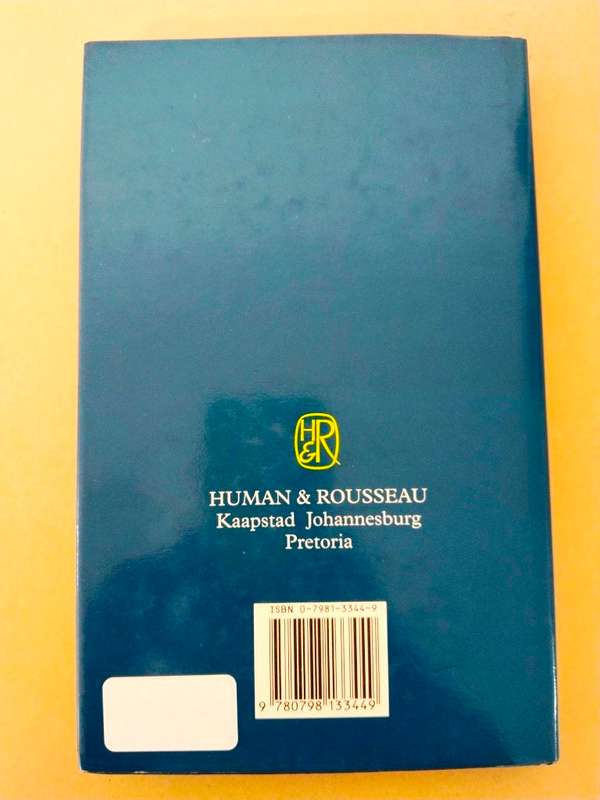 H&R
HUMAN & ROUSSEAU
Kaapstad Johannesburg
Pretoria
ISBN 0-7981-3344-9
9 780798 133449